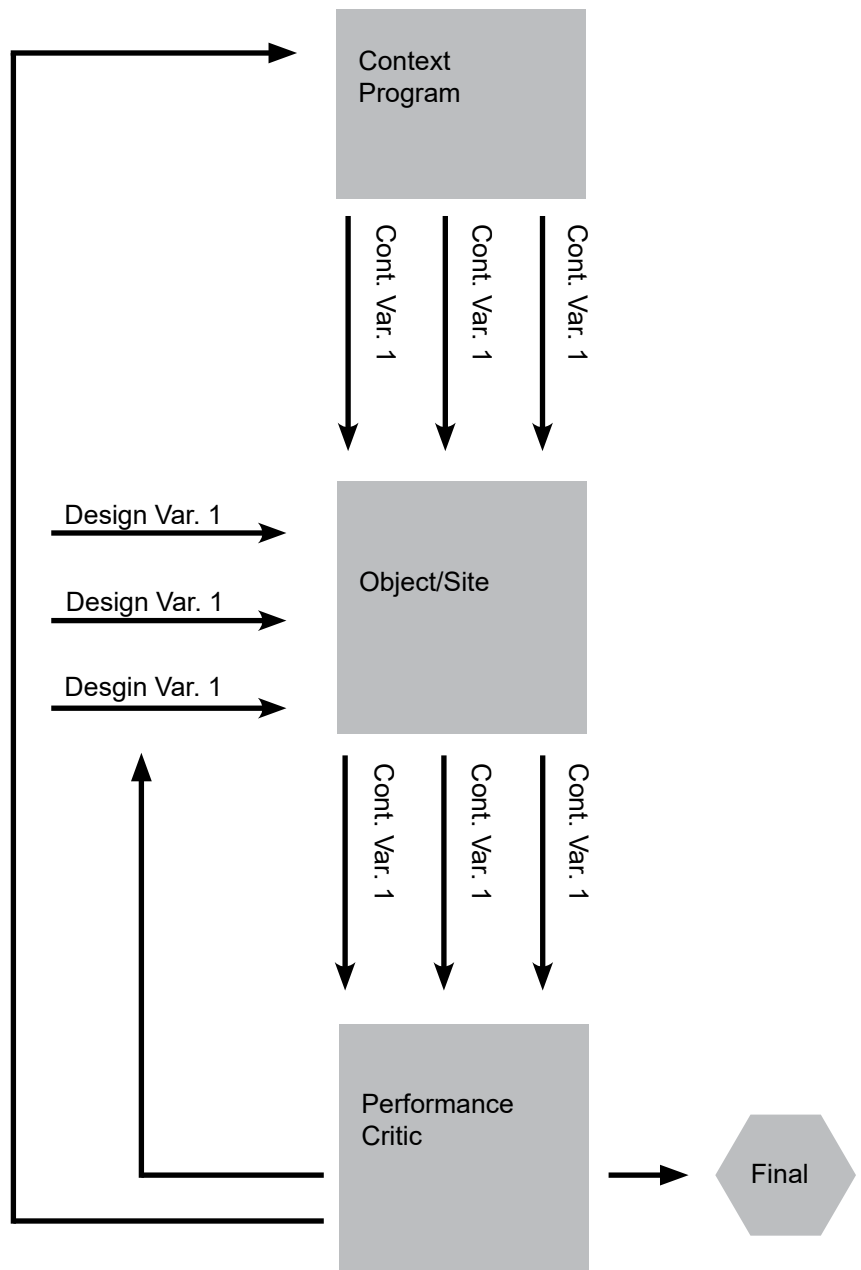 Context
Program
Cont. Var. 1
Cont. Var. 1
Cont. Var. 1
Design Var. 1
Design Var. 1
Desgin Var. 1
Object/Site
Cont. Var. 1
Cont. Var. 1
Cont. Var. 1
Performance
Critic
Final